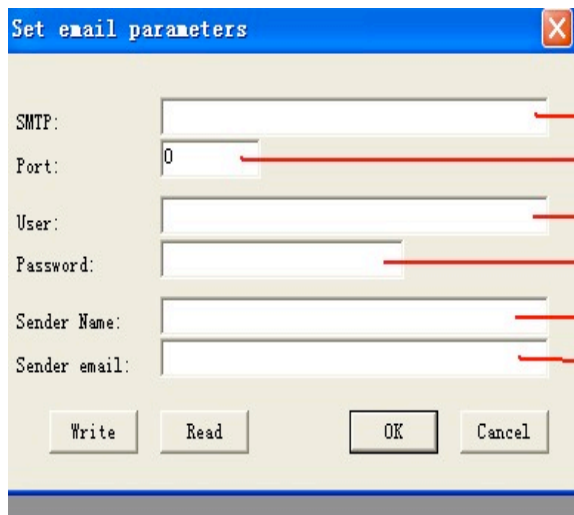 Set email parameters
SMTP:
Port: 0
User:
Password:
Sender Name:
Sender email:
Write Read OK Cancel